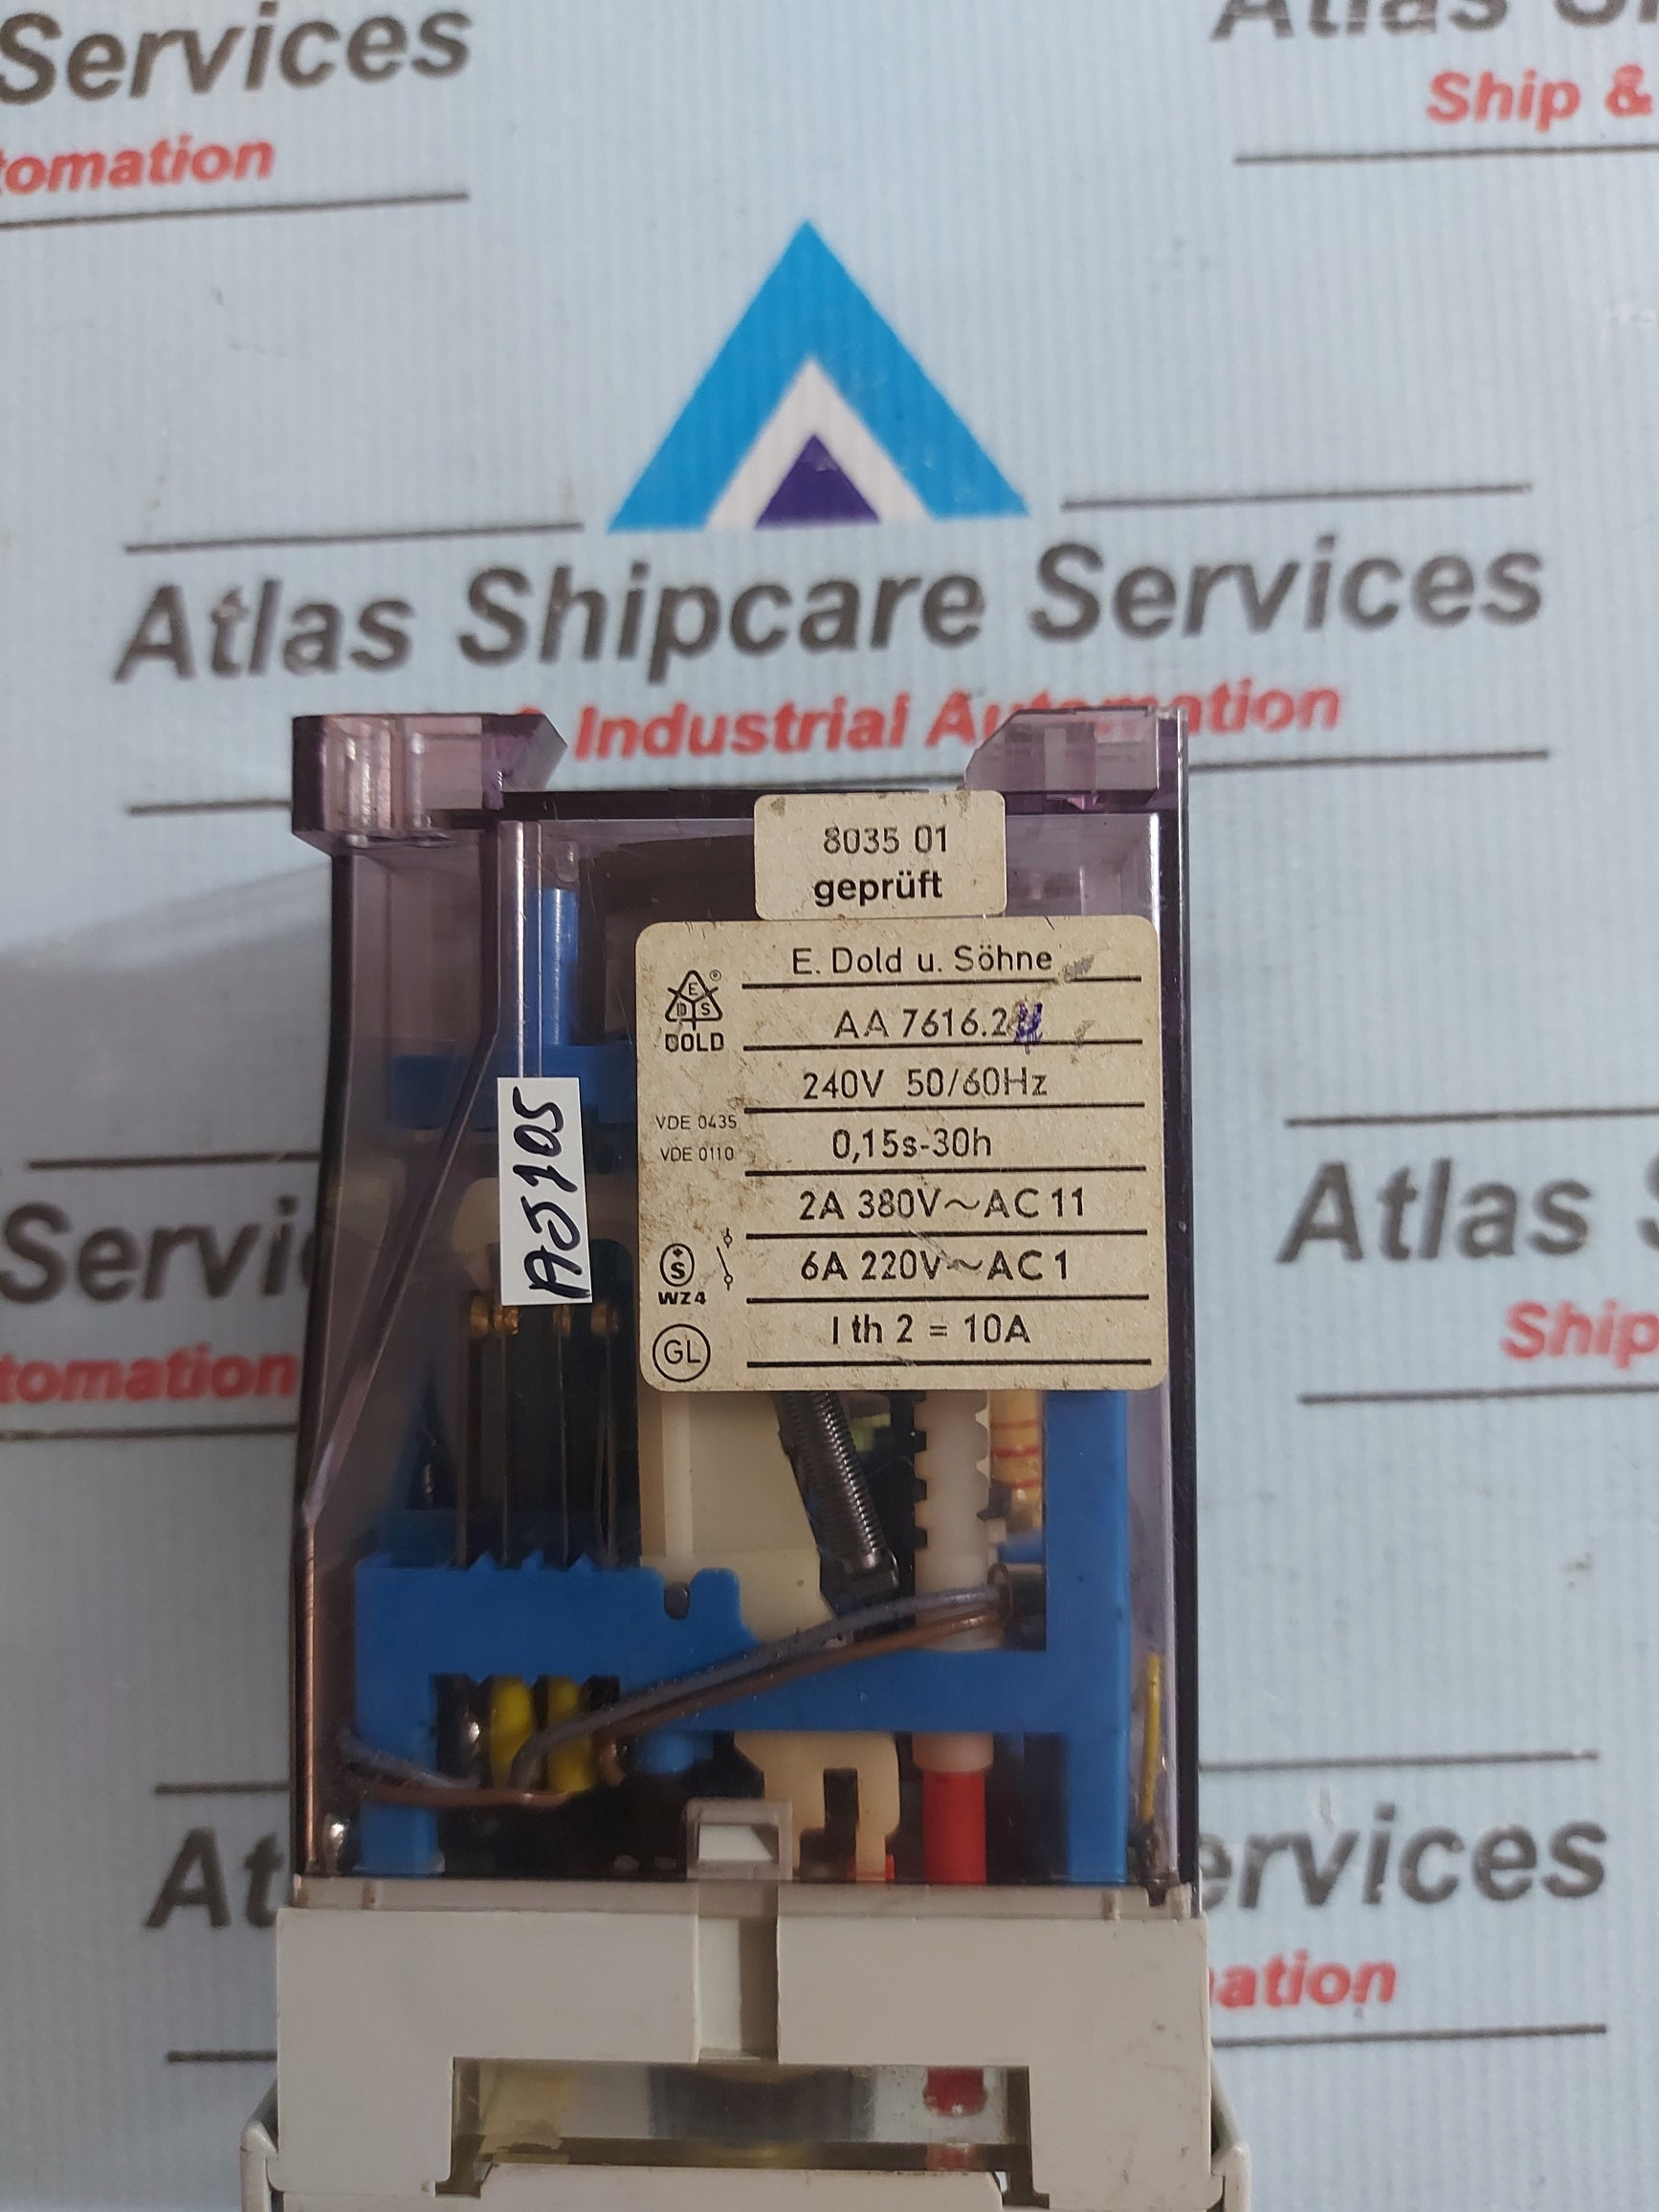 Services
tomation
Atlas
Ship &
Atlas Shipcare Services
& Industrial Automation
8035 01
geprüft
E. Dold u. Söhne
E
D S
®
DOLD
AA 7616.2
240V 50/60Hz
VDE 0435
VDE 0110
0,15s-30h
2A 380V~AC 11
6A 220V~AC 1
S
WZ4
GL
I th 2 = 10A
ASY05
Servi
tomation
Atlas S
Ship
At
ervices
ation